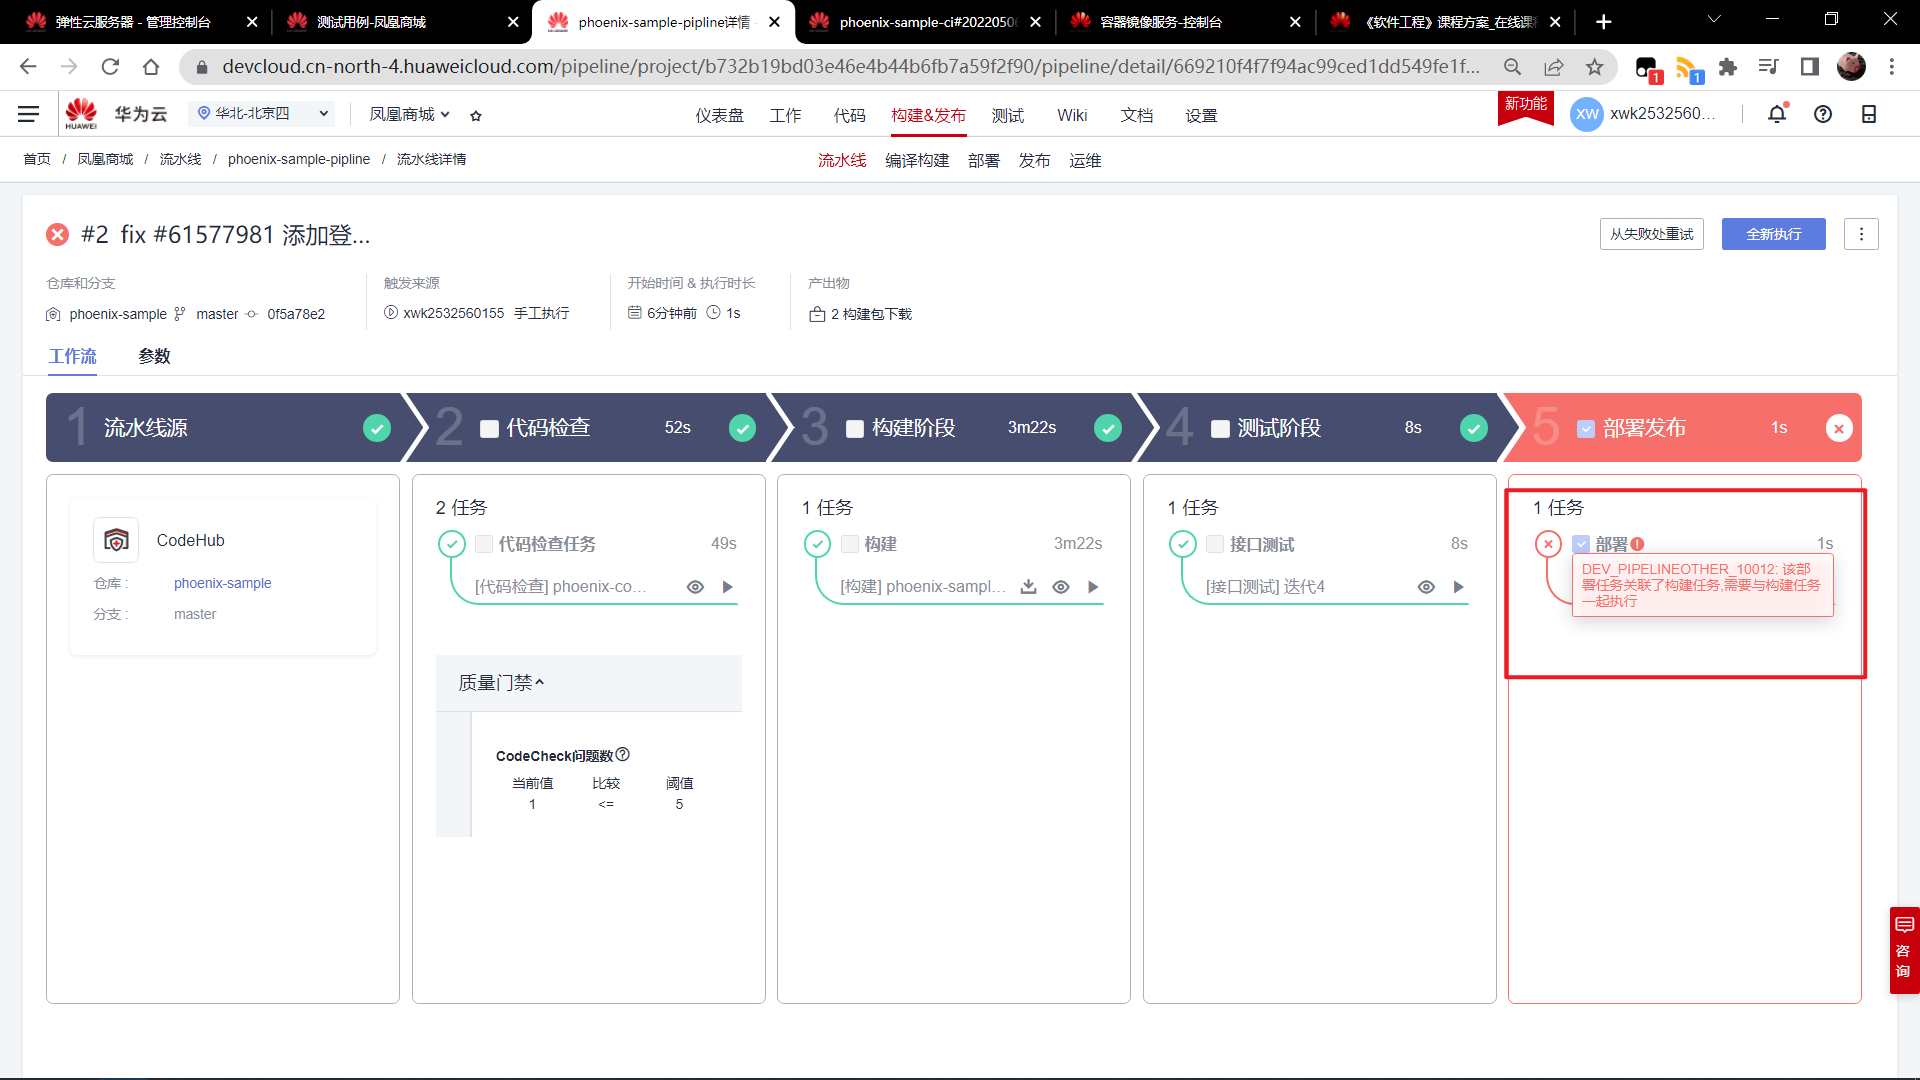 弹性云服务器 - 管理控制台
测试用例-凤凰商城
phoenix-sample-pipline详情
phoenix-sample-ci#2022050
容器镜像服务-控制台
《软件工程》课程方案_在线课
devcloud.cn-north-4.huaweicloud.com/pipeline/project/b732b19bd03e46e4b44b6fb7a59f2f90/pipeline/detail/669210f4f7f94ac99ced1dd549fe1f...
1
1
HUAWEI
华为云
华北-北京四
凤凰商城
仪表盘
工作
代码
构建&发布
测试
Wiki
文档
设置
新功能
XW
xwk2532560...
首页 / 凤凰商城 / 流水线 / phoenix-sample-pipline / 流水线详情
流水线
编译构建
部署
发布
运维
#2 fix #61577981 添加登...
从失败处重试
全新执行
仓库和分支
phoenix-sample master 0f5a78e2
触发来源
xwk2532560155 手工执行
开始时间 & 执行时长
6分钟前 1s
产出物
2 构建包下载
工作流
参数
1 流水线源
2 代码检查 52s
3 构建阶段 3m22s
4 测试阶段 8s
5 部署发布 1s
CodeHub
仓库 : phoenix-sample
分支 : master
2 任务
代码检查任务 49s
[代码检查] phoenix-co...
质量门禁
CodeCheck问题数
当前值 比较 阈值
1 <= 5
1 任务
构建 3m22s
[构建] phoenix-sampl...
1 任务
接口测试 8s
[接口测试] 迭代4
1 任务
部署 1s
DEV_PIPELINEOTHER_10012: 该部
署任务关联了构建任务,需要与构建任务
一起执行
咨
询